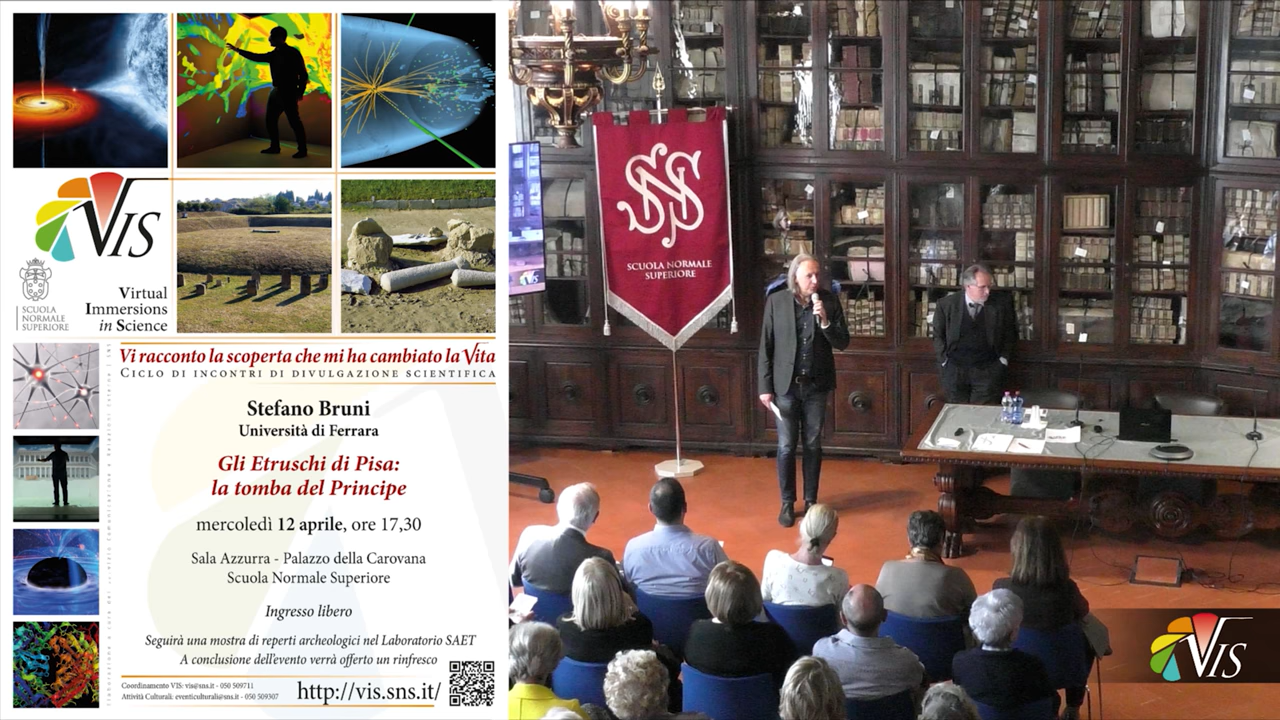 VIS
SCUOLA
NORMALE
SUPERIORE
Virtual
Immersions
in Science
Vi racconto la scoperta che mi ha cambiato la Vita
CICLO DI INCONTRI DI DIVULGAZIONE SCIENTIFICA
Stefano Bruni
Università di Ferrara
Gli Etruschi di Pisa:
la tomba del Principe
mercoledì 12 aprile, ore 17,30
Sala Azzurra - Palazzo della Carovana
Scuola Normale Superiore
Ingresso libero
Seguirà una mostra di reperti archeologici nel Laboratorio SAET
A conclusione dell'evento verrà offerto un rinfresco
Coordinamento VIS: vis@sns.it - 050 509711
Attività Culturali: eventiculturali@sns.it - 050 509307
http://vis.sns.it/
SNS
SCUOLA NORMALE
SUPERIORE
VIS